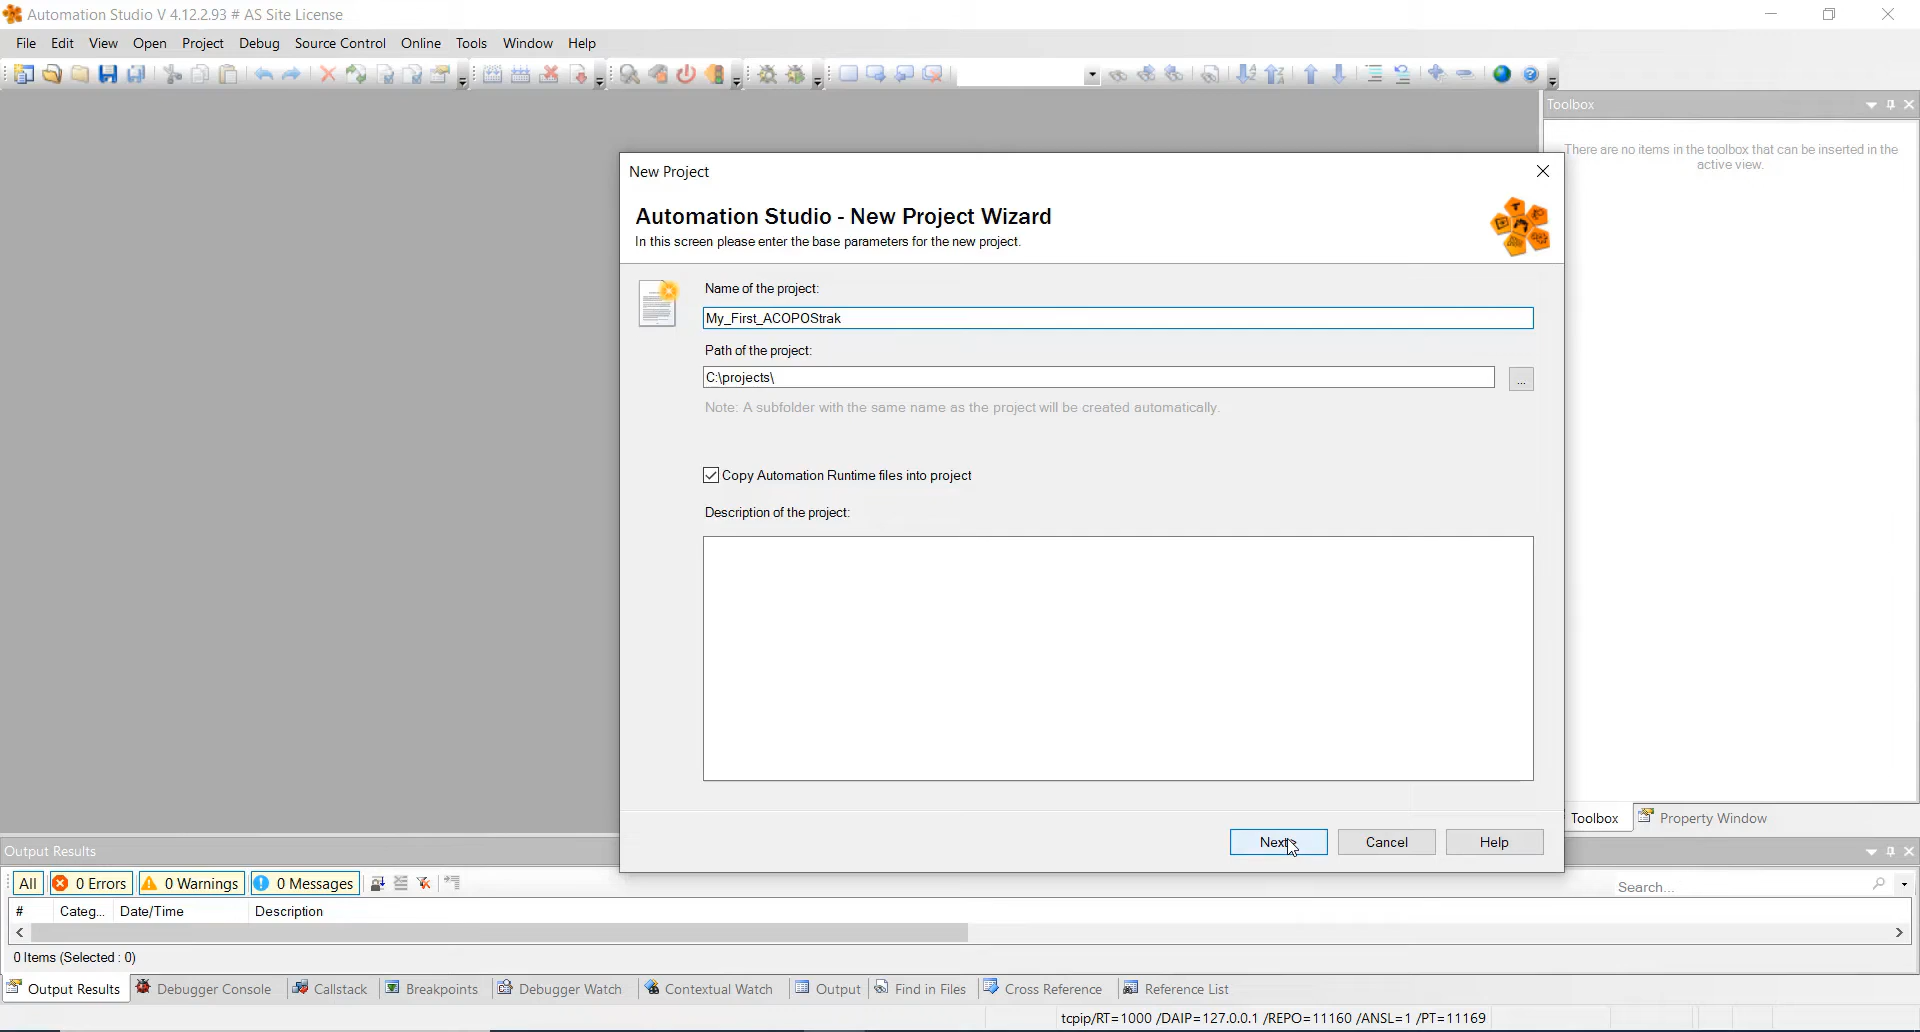 Automation Studio V 4.12.2.93 # AS Site License
File Edit View Open Project Debug Source Control Online Tools Window Help
Toolbox
There are no items in the toolbox that can be inserted in the
active view.
New Project
Automation Studio - New Project Wizard
In this screen please enter the base parameters for the new project.
Name of the project:
My_First_ACOPOStrak
Path of the project:
C:\projects\
...
Note: A subfolder with the same name as the project will be created automatically.
Copy Automation Runtime files into project
Description of the project:
Next Cancel Help
Toolbox Property Window
Output Results
All 0 Errors 0 Warnings 0 Messages
Search...
# Categ... Date/Time Description
0 Items (Selected : 0)
Output Results Debugger Console Callstack Breakpoints Debugger Watch Contextual Watch Output Find in Files Cross Reference Reference List
tcpip/RT=1000 /DAIP=127.0.0.1 /REPO=11160 /ANSL=1 /PT=11169